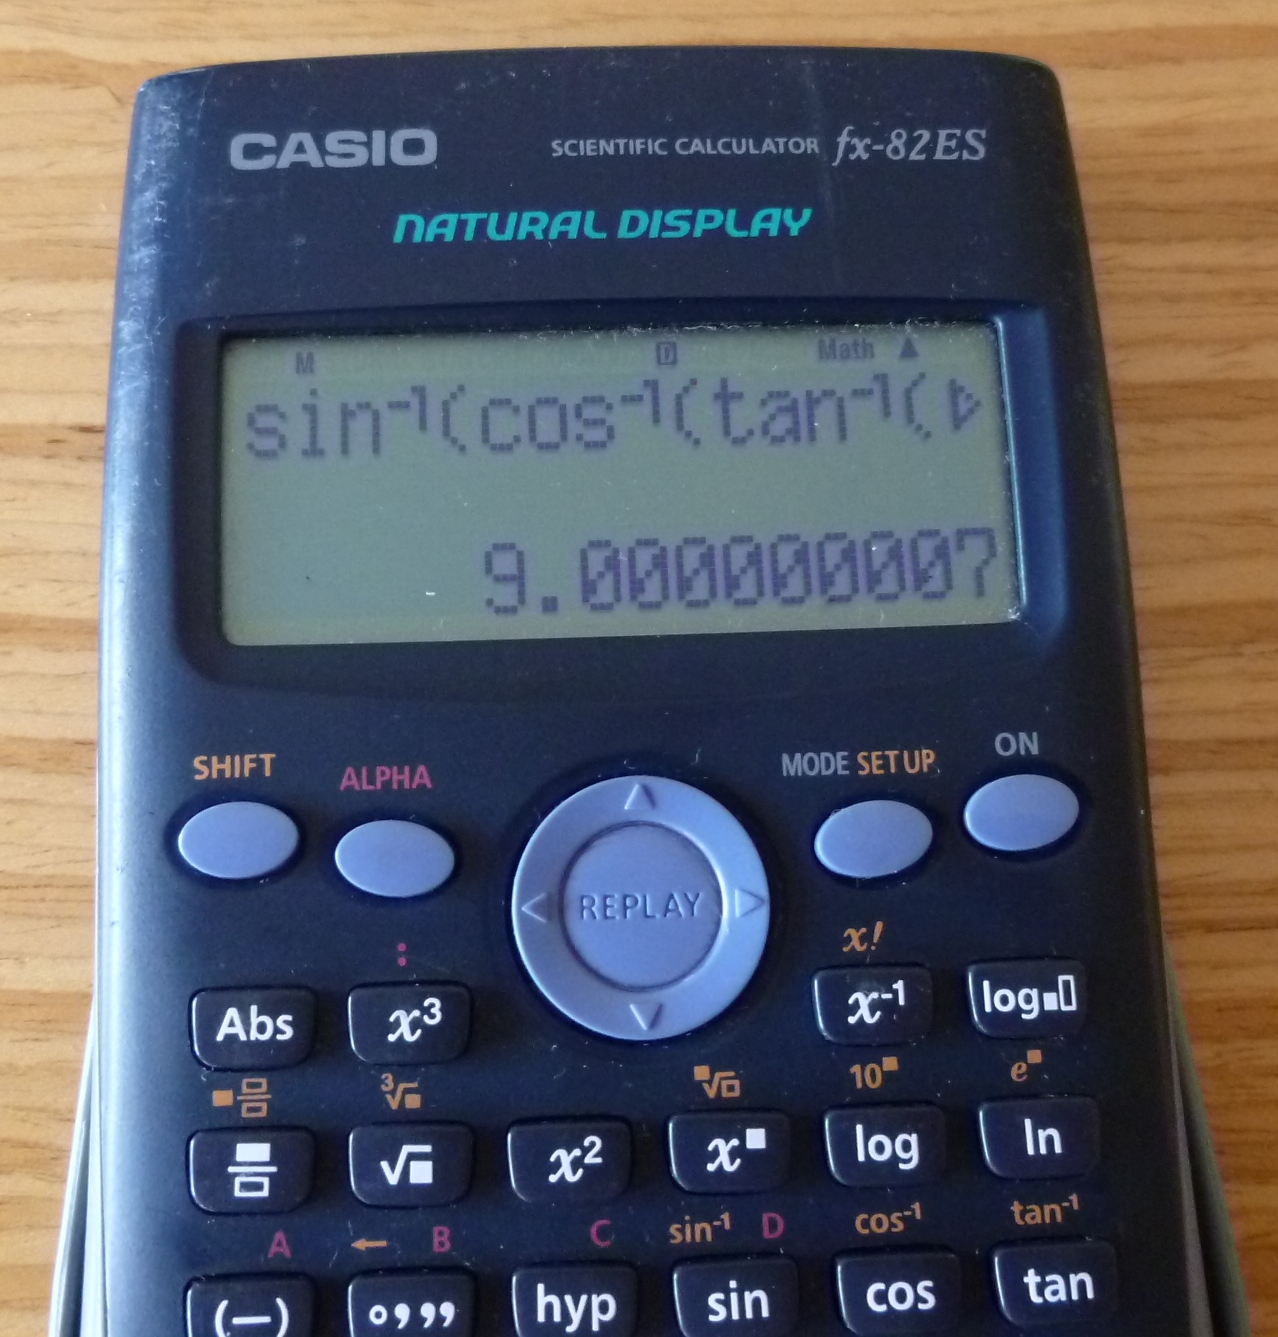 CASIO SCIENTIFIC CALCULATOR fx-82ES
NATURAL DISPLAY
M D Math ▲
sin⁻¹(cos⁻¹(tan⁻¹(▷
9.000000007
SHIFT ALPHA MODE SETUP ON
REPLAY
: x!
Abs x³ x⁻¹ log▪▯
▪▯/▯ ³√▪ ▪√▯ 10▪ e▪
▪/▯ √▪ x² x▪ log ln
A ← B C sin⁻¹ D cos⁻¹ tan⁻¹
(−) °,,, hyp sin cos tan